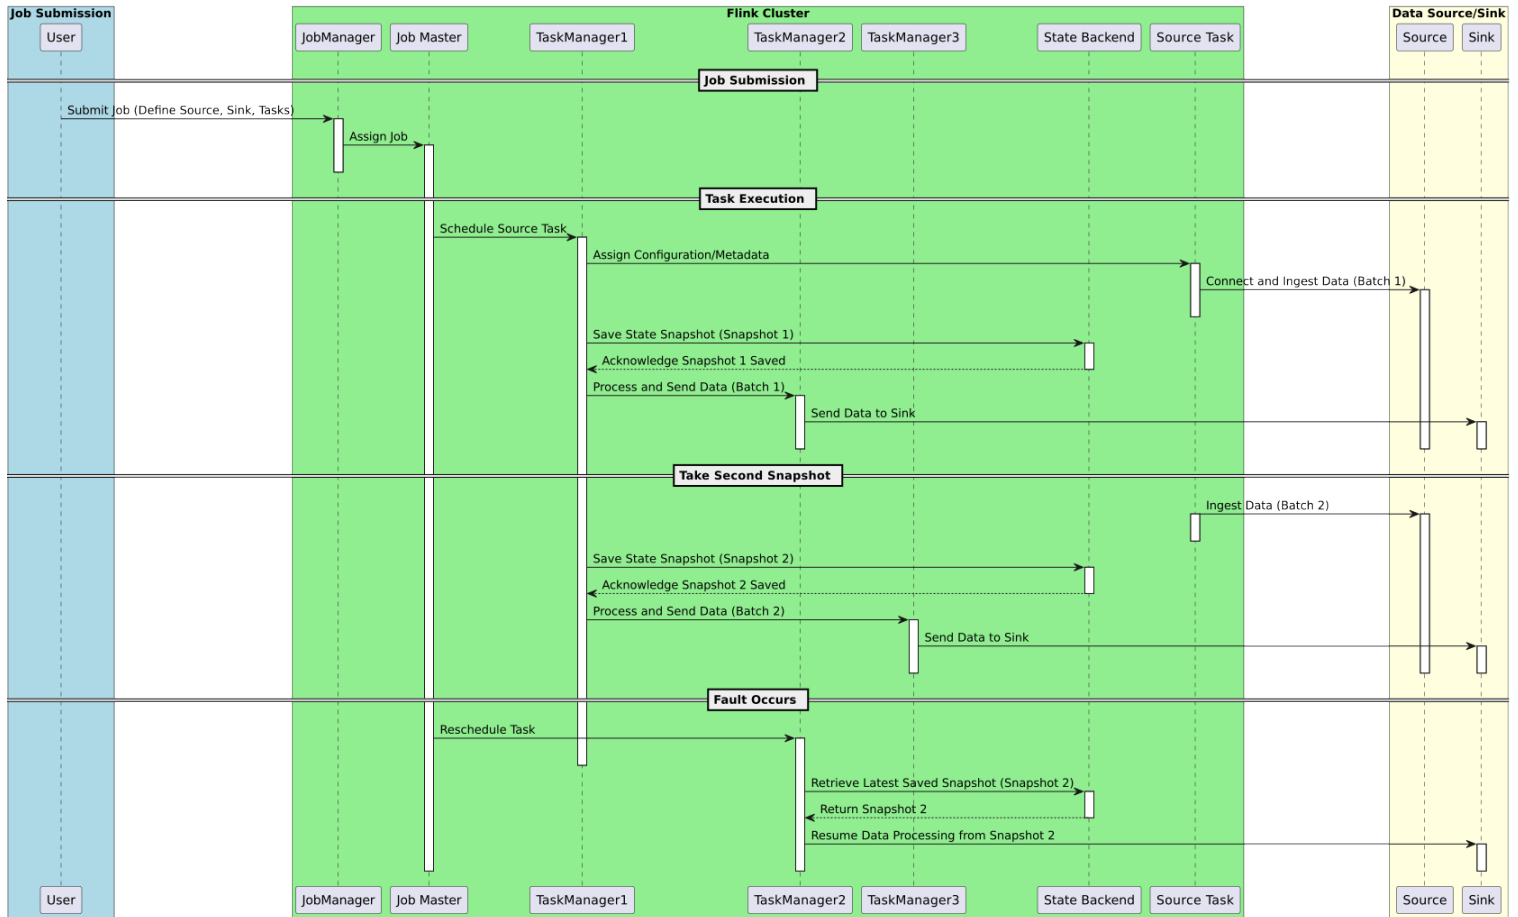 Job Submission
Flink Cluster
Data Source/Sink
User
JobManager
Job Master
TaskManager1
TaskManager2
TaskManager3
State Backend
Source Task
Source
Sink
Job Submission
Submit Job (Define Source, Sink, Tasks)
Assign Job
Task Execution
Schedule Source Task
Assign Configuration/Metadata
Connect and Ingest Data (Batch 1)
Save State Snapshot (Snapshot 1)
Acknowledge Snapshot 1 Saved
Process and Send Data (Batch 1)
Send Data to Sink
Take Second Snapshot
Ingest Data (Batch 2)
Save State Snapshot (Snapshot 2)
Acknowledge Snapshot 2 Saved
Process and Send Data (Batch 2)
Send Data to Sink
Fault Occurs
Reschedule Task
Retrieve Latest Saved Snapshot (Snapshot 2)
Return Snapshot 2
Resume Data Processing from Snapshot 2
User
JobManager
Job Master
TaskManager1
TaskManager2
TaskManager3
State Backend
Source Task
Source
Sink